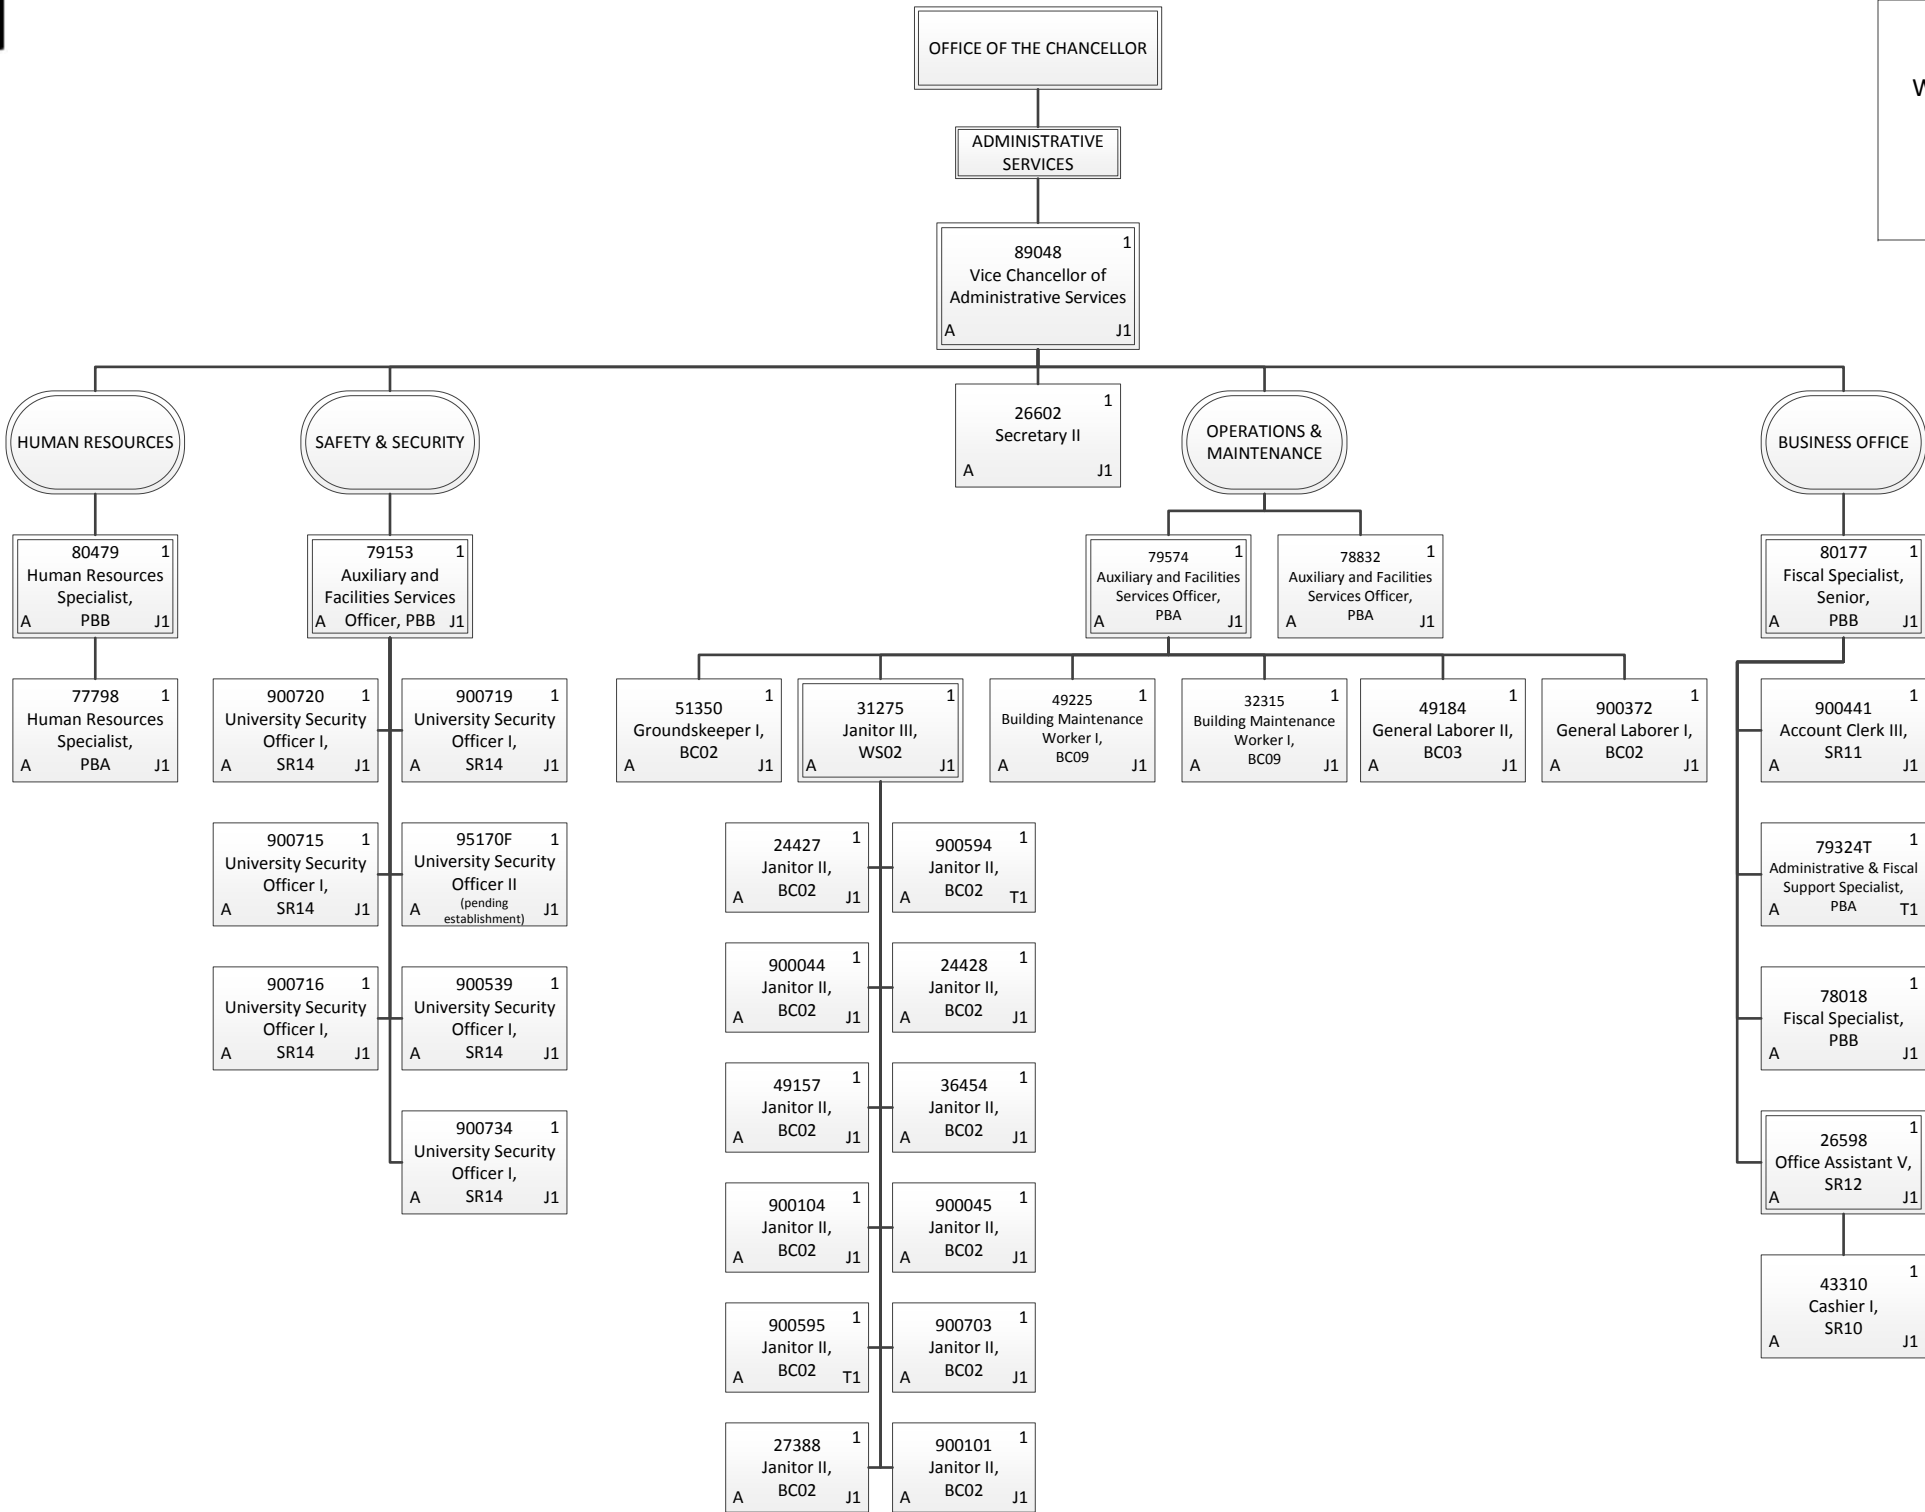 OFFICE OF THE CHANCELLOR
W
ADMINISTRATIVE
SERVICES
1
89048
Vice Chancellor of
Administrative Services
A J1
HUMAN RESOURCES
SAFETY & SECURITY
1
26602
Secretary II
A J1
OPERATIONS &
MAINTENANCE
BUSINESS OFFICE
80479 1
Human Resources
Specialist,
A PBB J1
79153 1
Auxiliary and
Facilities Services
A Officer, PBB J1
79574 1
Auxiliary and Facilities
Services Officer,
PBA
A J1
78832 1
Auxiliary and Facilities
Services Officer,
PBA
A J1
80177 1
Fiscal Specialist,
Senior,
A PBB J1
77798 1
Human Resources
Specialist,
A PBA J1
900720 1
University Security
Officer I,
A SR14 J1
900719 1
University Security
Officer I,
A SR14 J1
51350 1
Groundskeeper I,
BC02
A J1
31275 1
Janitor III,
WS02
A J1
49225 1
Building Maintenance
Worker I,
BC09
A J1
32315 1
Building Maintenance
Worker I,
BC09
A J1
49184 1
General Laborer II,
BC03
A J1
900372 1
General Laborer I,
BC02
A J1
900441 1
Account Clerk III,
SR11
A J1
900715 1
University Security
Officer I,
A SR14 J1
95170F 1
University Security
Officer II
(pending
establishment)
A J1
24427 1
Janitor II,
BC02
A J1
900594 1
Janitor II,
BC02
A T1
79324T 1
Administrative & Fiscal
Support Specialist,
PBA
A T1
900716 1
University Security
Officer I,
A SR14 J1
900539 1
University Security
Officer I,
A SR14 J1
900044 1
Janitor II,
BC02
A J1
24428 1
Janitor II,
BC02
A J1
78018 1
Fiscal Specialist,
PBB
A J1
49157 1
Janitor II,
BC02
A J1
36454 1
Janitor II,
BC02
A J1
900734 1
University Security
Officer I,
A SR14 J1
26598 1
Office Assistant V,
SR12
A J1
900104 1
Janitor II,
BC02
A J1
900045 1
Janitor II,
BC02
A J1
43310 1
Cashier I,
SR10
A J1
900595 1
Janitor II,
BC02
A T1
900703 1
Janitor II,
BC02
A J1
27388 1
Janitor II,
BC02
A J1
900101 1
Janitor II,
BC02
A J1